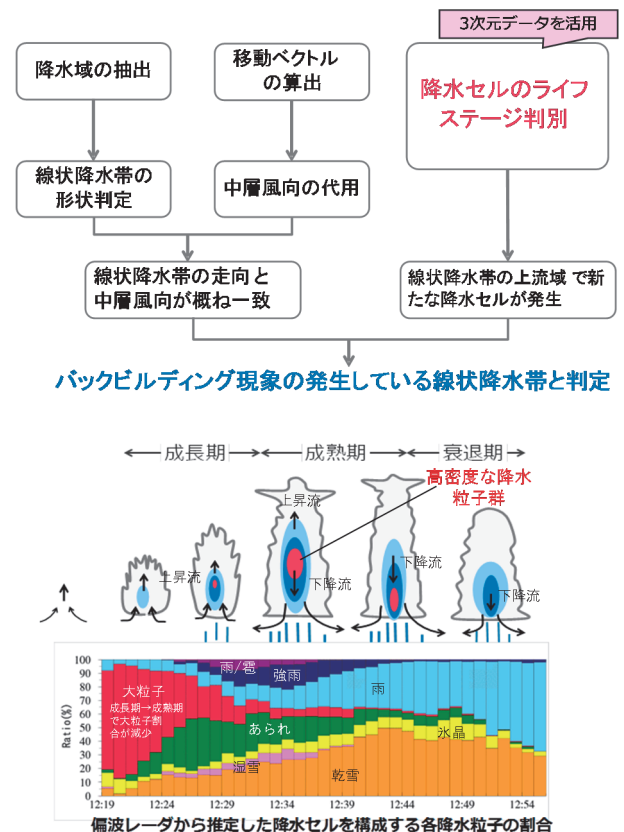 3次元データを活用
降水域の抽出
移動ベクトル
の算出
降水セルのライフ
ステージ判別
線状降水帯の
形状判定
中層風向の代用
線状降水帯の走向と
中層風向が概ね一致
線状降水帯の上流域 で新
たな降水セルが発生
バックビルディング現象の発生している線状降水帯と判定
成長期
成熟期
衰退期
高密度な降水
粒子群
上昇流
上昇流
下降流
下降流
下降流
Ratio(%)
100
90
80
70
60
50
40
30
20
10
0
雨/雹
強雨
雨
大粒子
成長期→成熟期
で大粒子割
合が減少
あられ
氷晶
湿雪
乾雪
12:19 12:24 12:29 12:34 12:39 12:49 12:49 12:54
偏波レーダから推定した降水セルを構成する各降水粒子の割合